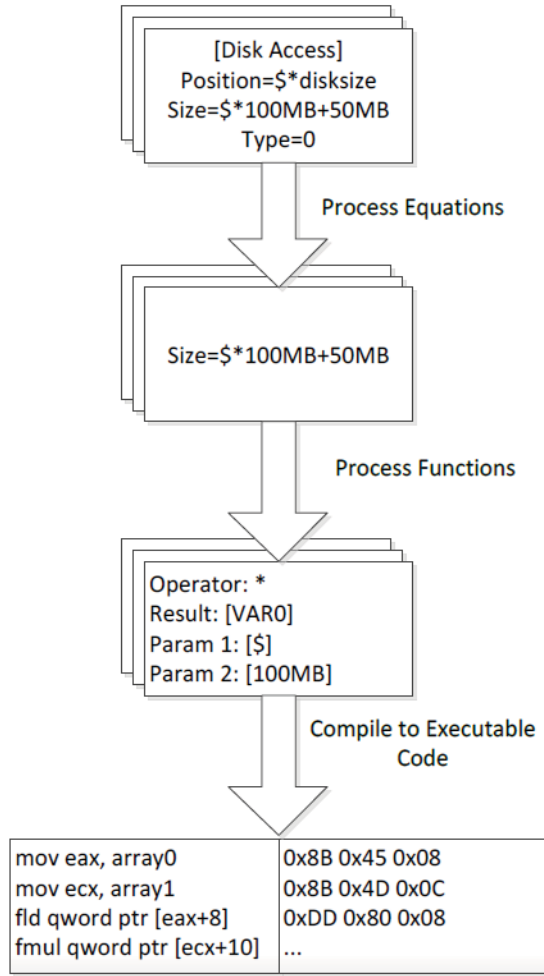 [Disk Access]
Position=$*disksize
Size=$*100MB+50MB
Type=0
Process Equations
Size=$*100MB+50MB
Process Functions
Operator: *
Result: [VAR0]
Param 1: [$]
Param 2: [100MB]
Compile to Executable
Code
mov eax, array0 0x8B 0x45 0x08
mov ecx, array1 0x8B 0x4D 0x0C
fld qword ptr [eax+8] 0xDD 0x80 0x08
fmul qword ptr [ecx+10] ...